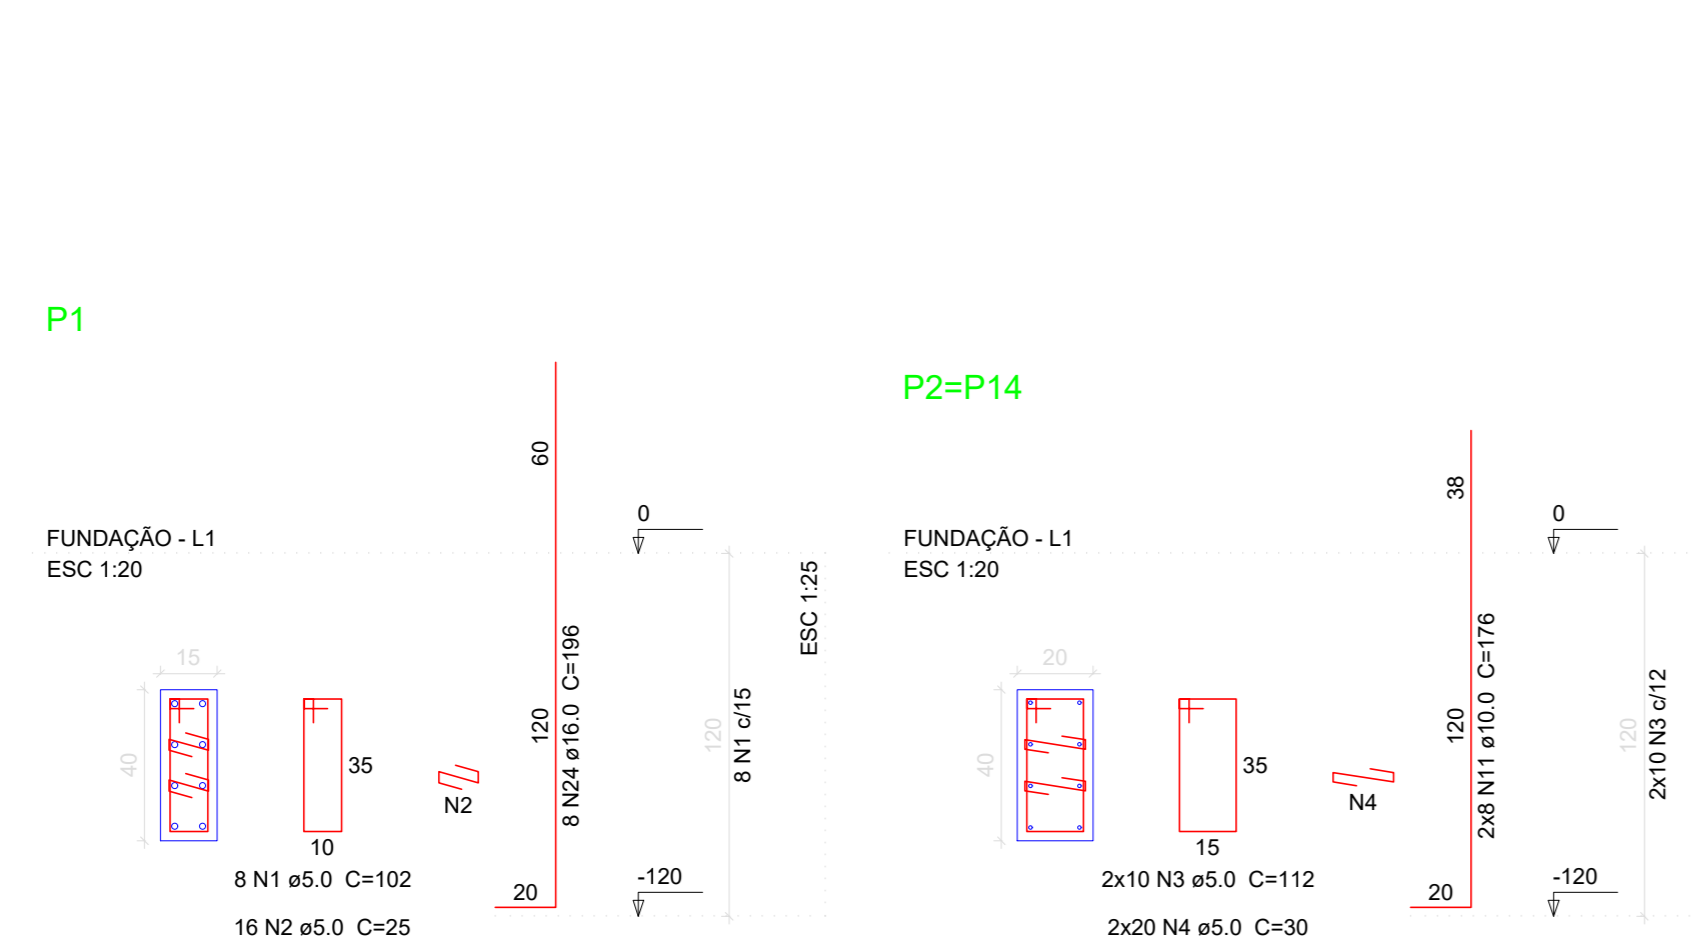 P1
60
FUNDAÇÃO - L1
ESC 1:20
0
ESC 1:25
15
40
35
10
N2
8 N1 ø5.0 C=102
16 N2 ø5.0 C=25
120
8 N24 ø16.0 C=196
20
-120
120
8 N1 c/15
P2=P14
38
FUNDAÇÃO - L1
ESC 1:20
0
20
40
35
15
N4
2x10 N3 ø5.0 C=112
2x20 N4 ø5.0 C=30
120
2x8 N11 ø10.0 C=176
20
-120
120
2x10 N3 c/12